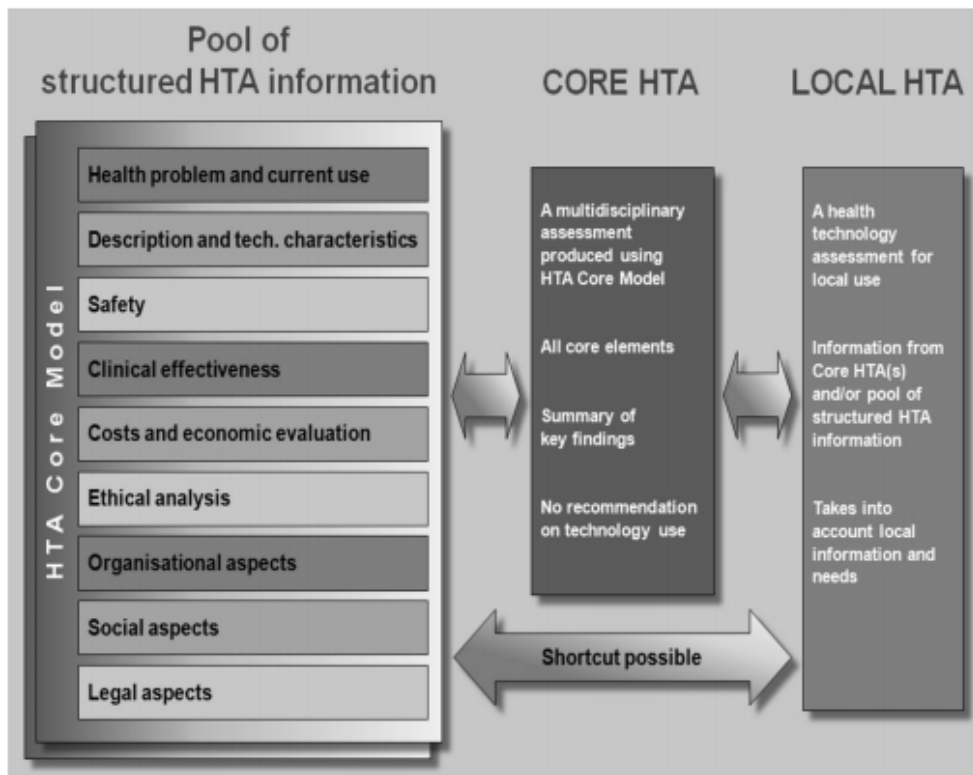 Pool of
structured HTA information
CORE HTA
LOCAL HTA
HTA Core Model
Health problem and current use
Description and tech. characteristics
Safety
Clinical effectiveness
Costs and economic evaluation
Ethical analysis
Organisational aspects
Social aspects
Legal aspects
A multidisciplinary
assessment
produced using
HTA Core Model
All core elements
Summary of
key findings
No recommendation
on technology use
A health
technology
assessment for
local use
Information from
Core HTA(s)
and/or pool of
structured HTA
information
Takes into
account local
information and
needs
Shortcut possible